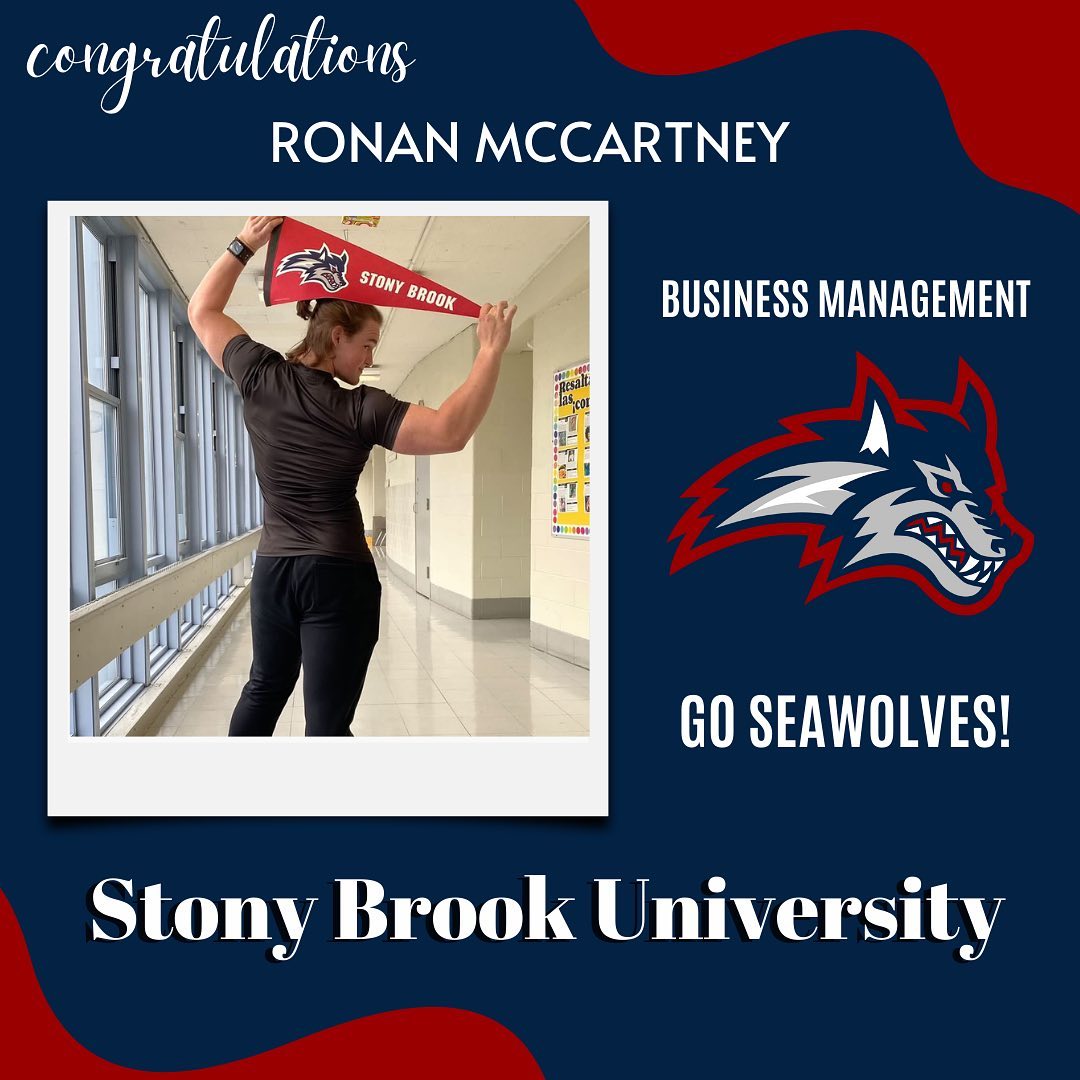 congratulations
RONAN MCCARTNEY
STONY BROOK
BUSINESS MANAGEMENT
GO SEAWOLVES!
Stony Brook University